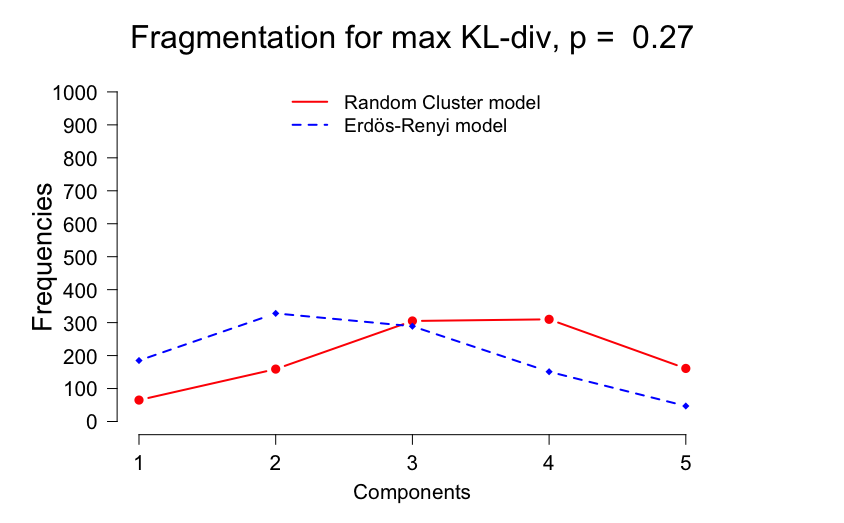 Fragmentation for max KL-div, p =  0.27
Random Cluster model
Erdös-Renyi model
Frequencies
1000
900
800
700
600
500
400
300
200
100
0
1 2 3 4 5
Components